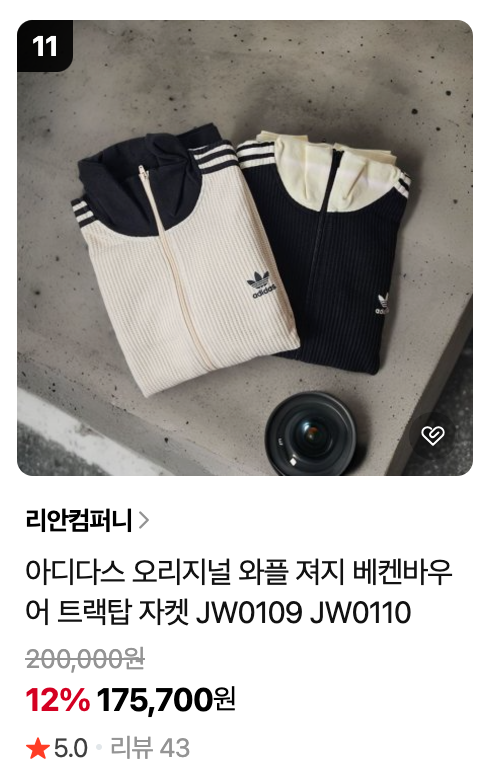 11
adidas
adidas
리안컴퍼니
아디다스 오리지널 와플 져지 베켄바우
어 트랙탑 자켓 JW0109 JW0110
200,000원
12% 175,700원
5.0 • 리뷰 43